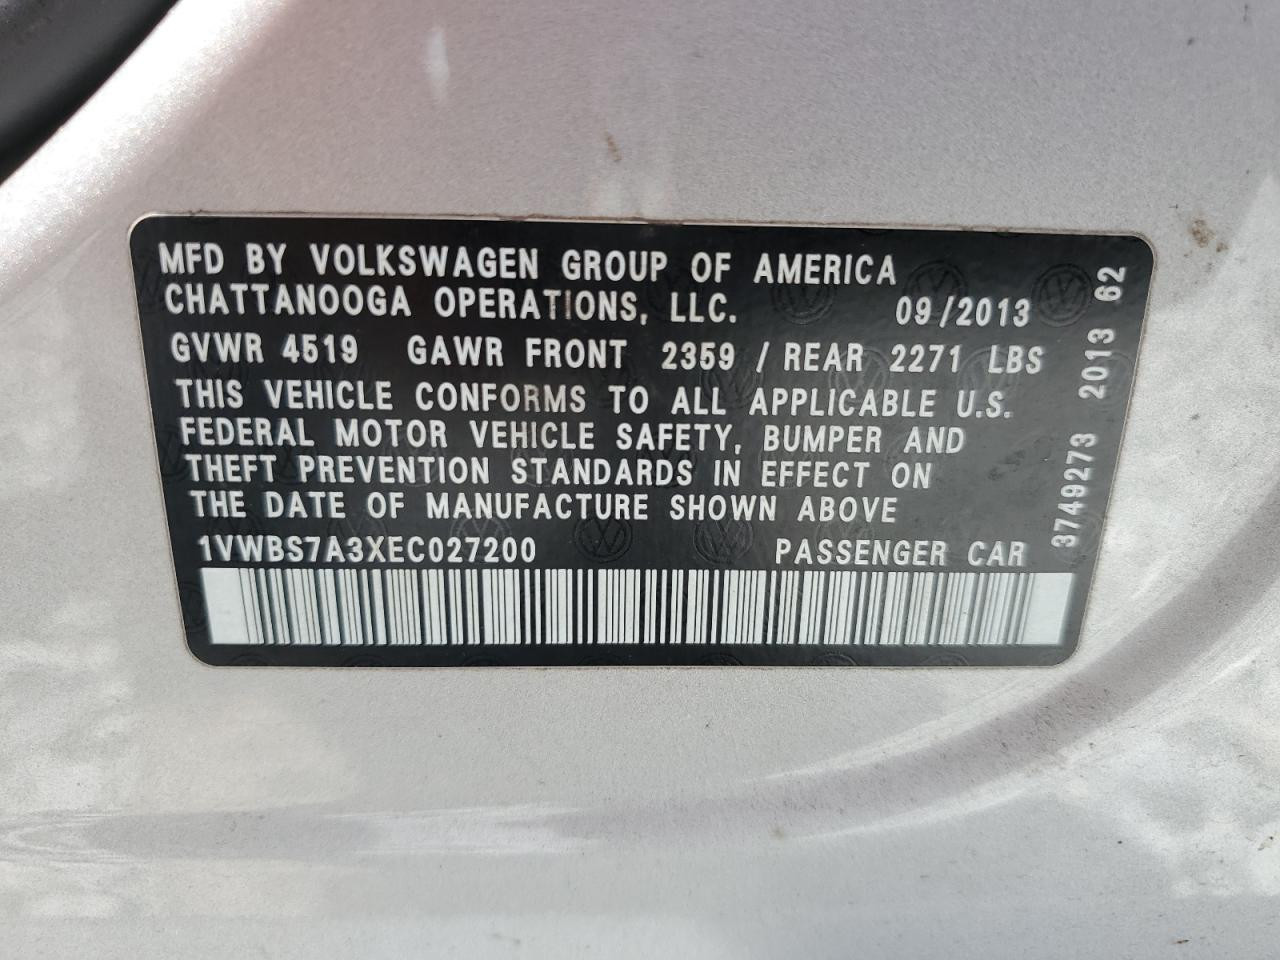 MFD BY VOLKSWAGEN GROUP OF AMERICA
CHATTANOOGA OPERATIONS, LLC. 09/2013
GVWR 4519 GAWR FRONT 2359 / REAR 2271 LBS
THIS VEHICLE CONFORMS TO ALL APPLICABLE U.S.
FEDERAL MOTOR VEHICLE SAFETY, BUMPER AND
THEFT PREVENTION STANDARDS IN EFFECT ON
THE DATE OF MANUFACTURE SHOWN ABOVE
1VWBS7A3XEC027200 PASSENGER CAR
3749273 2013 62